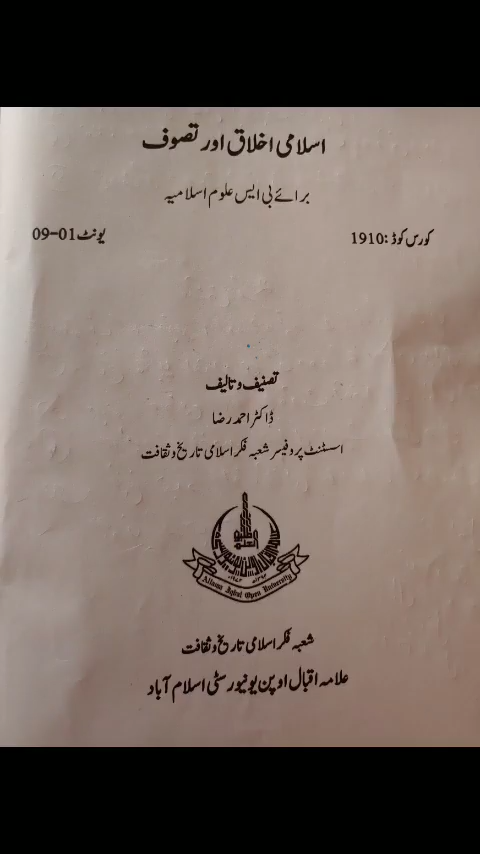 اسلامی اخلاق اور تصوف
برائے بی ایس علوم اسلامیہ
کورس کوڈ: 1910
یونٹ 01-09
تصنیف و تالیف
ڈاکٹر احمد رضا
اسسٹنٹ پروفیسر شعبہ فکر اسلامی تاریخ و ثقافت
Allama Iqbal Open University
شعبہ فکر اسلامی تاریخ و ثقافت
علامہ اقبال اوپن یونیورسٹی اسلام آباد